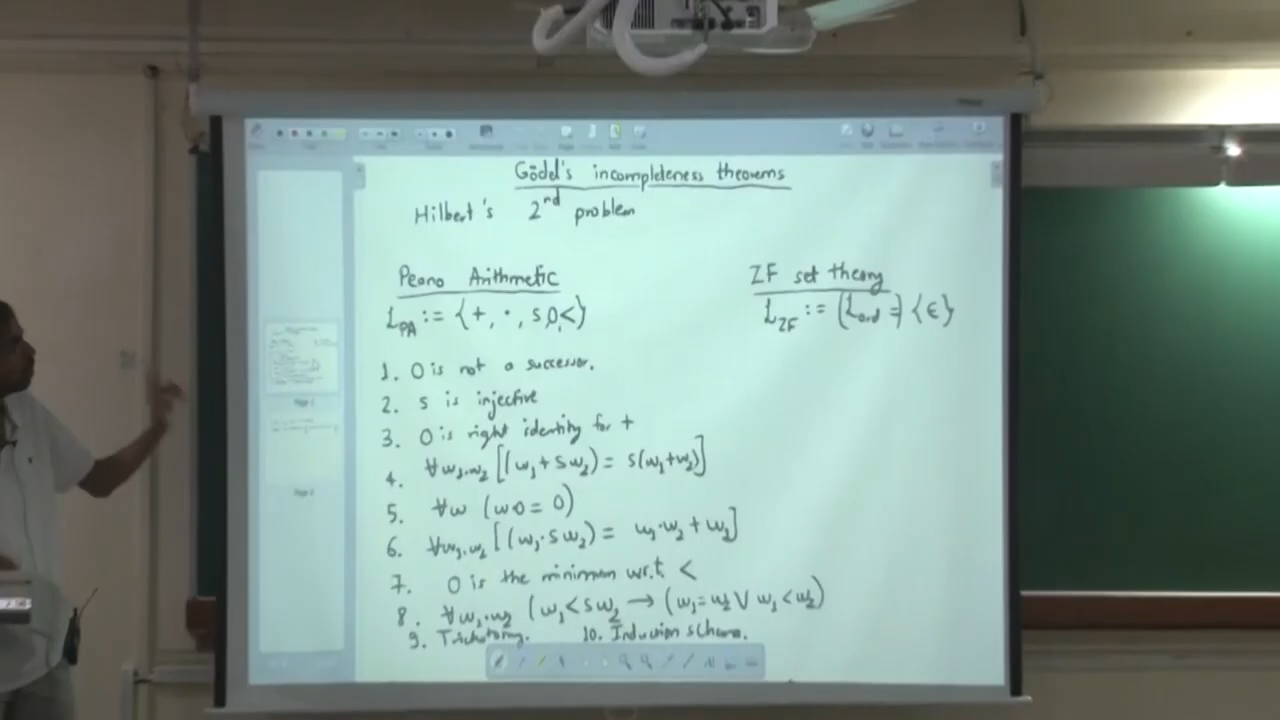 Gödel's incompleteness theorems
Hilbert's 2nd problem
Peano Arithmetic
L_PA := {+, ·, s, 0, <}
ZF set theory
L_ZF := (L_ord =) {∈}
1. 0 is not a successor.
2. s is injective
3. 0 is right identity for +
4. ∀w₁,w₂ [(w₁ + s w₂) = s(w₁+w₂)]
5. ∀w (w·0 = 0)
6. ∀w₁,w₂ [(w₁·s w₂) = w₁·w₂ + w₁]
7. 0 is the minimum w.r.t. <
8. ∀w₁,w₂ (w₁ < s w₂ → (w₁ = w₂ ∨ w₁ < w₂)
9. Trichotomy. 10. Induction schema.